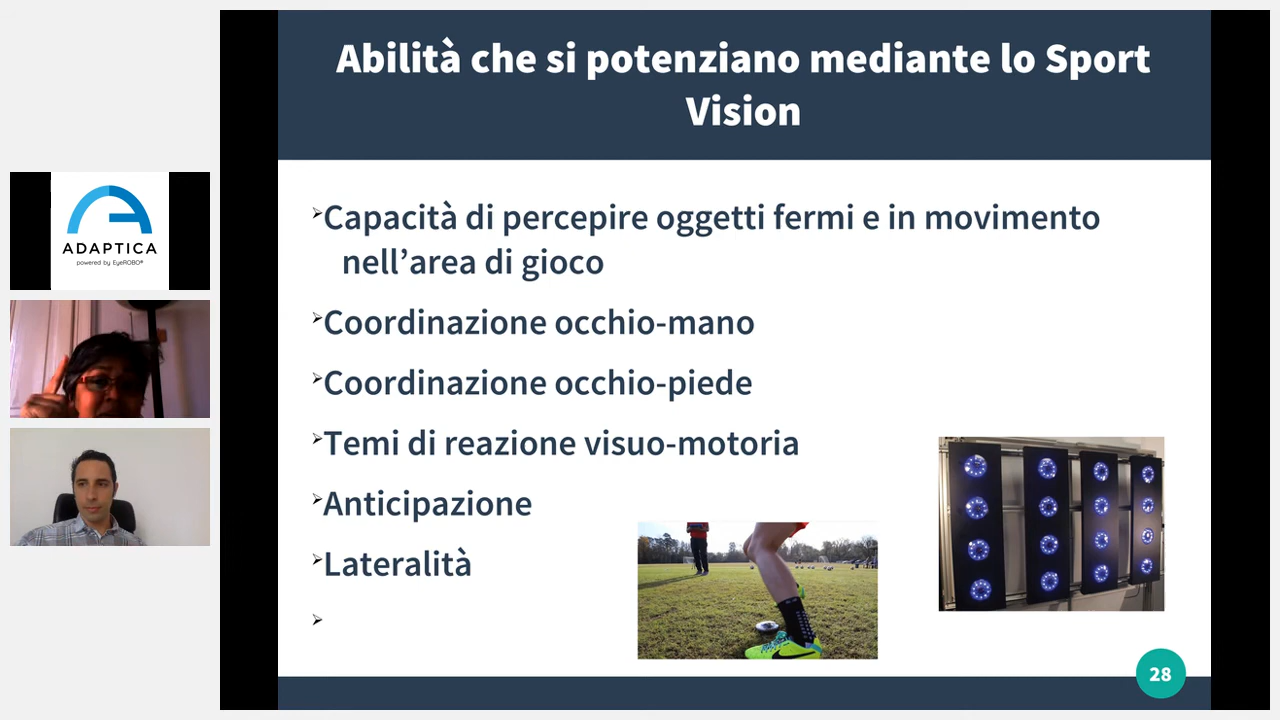 Abilità che si potenziano mediante lo Sport
Vision
Capacità di percepire oggetti fermi e in movimento
nell’area di gioco
Coordinazione occhio-mano
Coordinazione occhio-piede
Temi di reazione visuo-motoria
Anticipazione
Lateralità
28
ADAPTICA
powered by EyeROBO®